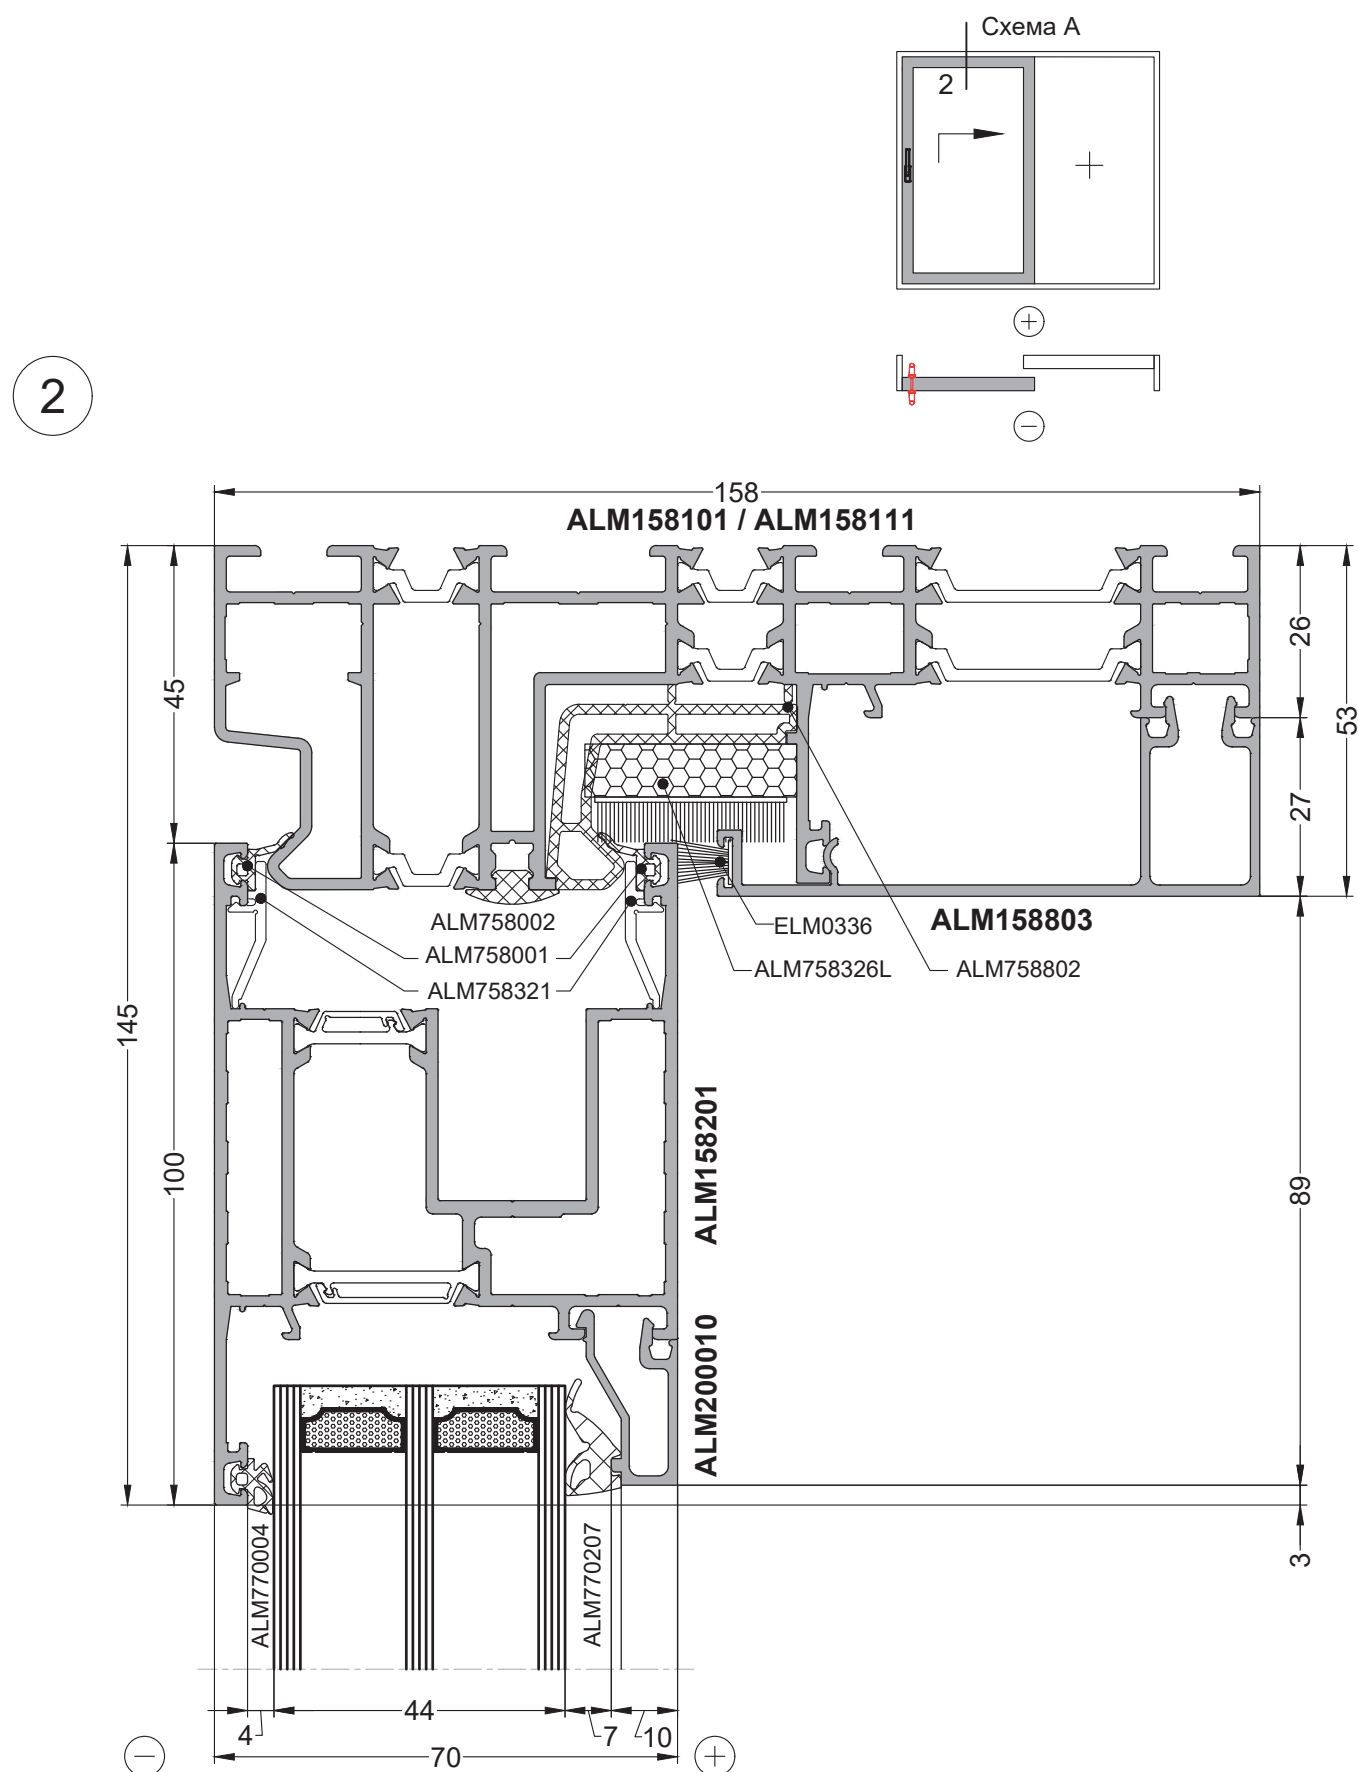 Схема А
2
+
−
2
158
ALM158101 / ALM158111
26
53
45
27
ALM758002
ELM0336
ALM158803
ALM758001
ALM758326L
ALM758802
ALM758321
145
100
ALM158201
89
ALM200010
3
ALM770004
ALM770207
44
4
7
10
70
−
+